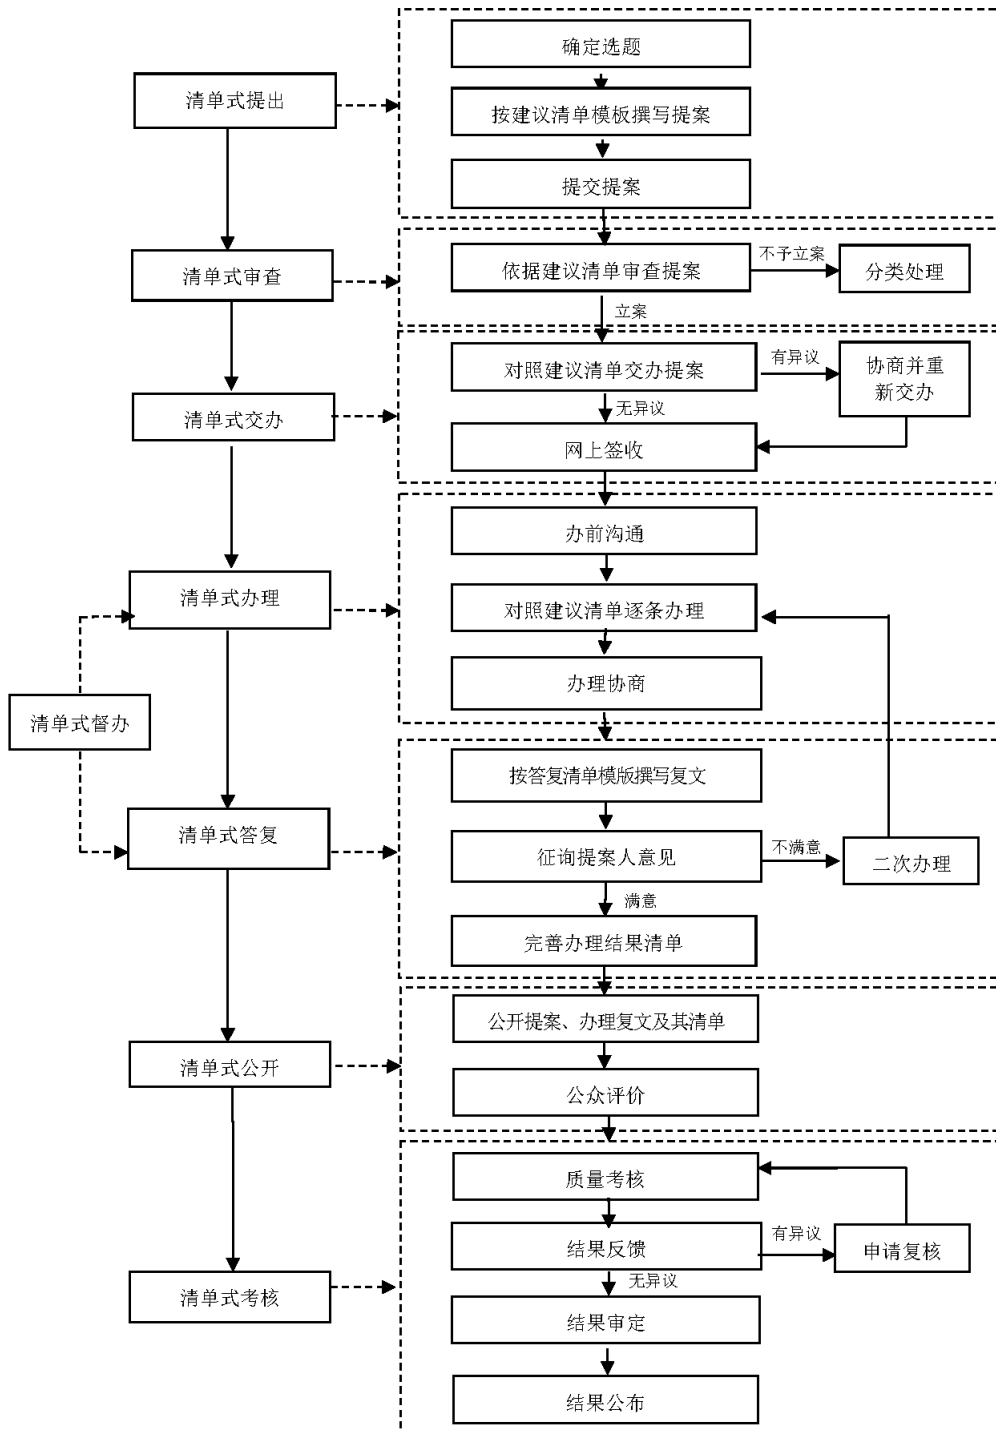 确定选题
清单式提出
按建议清单模板撰写提案
提交提案
不予立案
依据建议清单审查提案
分类处理
清单式审查
立案
有异议
对照建议清单交办提案
协商并重
新交办
无异议
清单式交办
网上签收
办前沟通
清单式办理
对照建议清单逐条办理
办理协商
清单式督办
按答复清单模版撰写复文
清单式答复
不满意
征询提案人意见
二次办理
满意
完善办理结果清单
公开提案、办理复文及其清单
清单式公开
公众评价
质量考核
有异议
结果反馈
申请复核
无异议
清单式考核
结果审定
结果公布